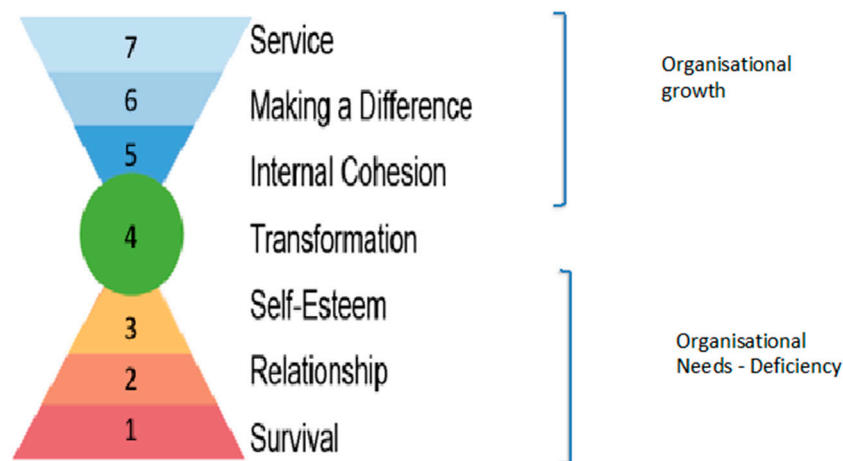 7 Service
6 Making a Difference
5 Internal Cohesion
4 Transformation
3 Self-Esteem
2 Relationship
1 Survival
Organisational
growth
Organisational
Needs - Deficiency